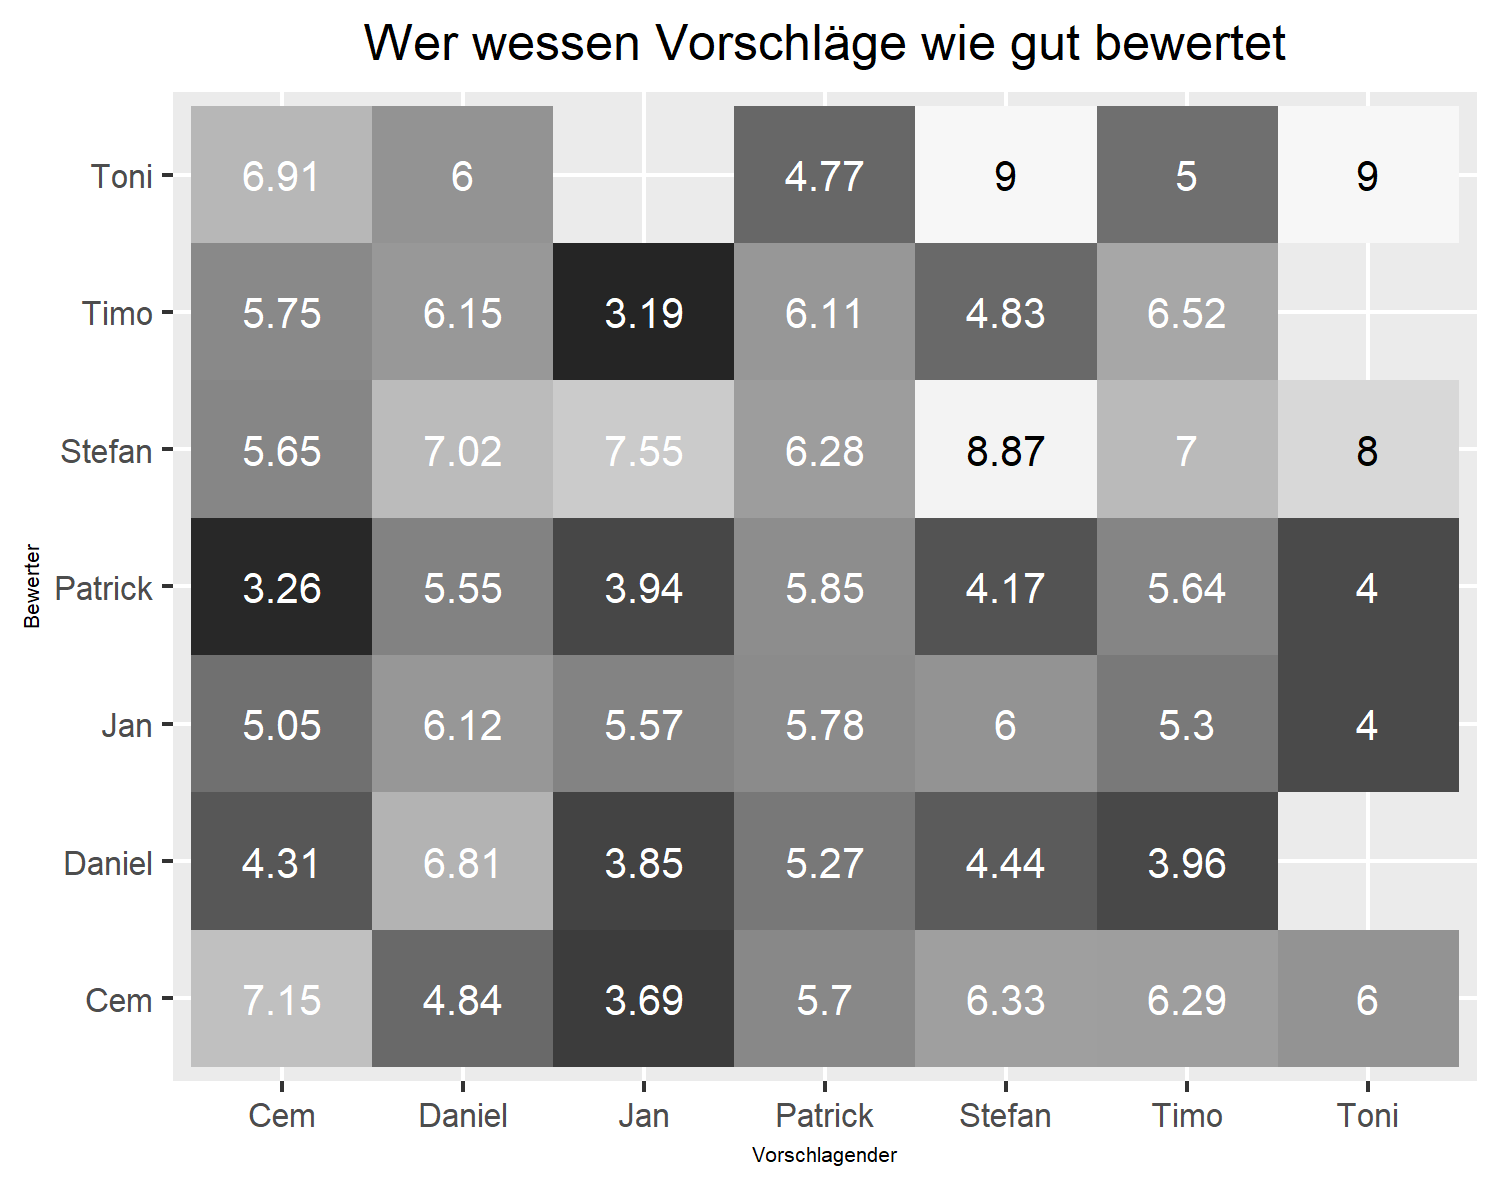 Wer wessen Vorschläge wie gut bewertet
Toni 6.91 6 4.77 9 5 9
Timo 5.75 6.15 3.19 6.11 4.83 6.52
Stefan 5.65 7.02 7.55 6.28 8.87 7 8
Patrick 3.26 5.55 3.94 5.85 4.17 5.64 4
Jan 5.05 6.12 5.57 5.78 6 5.3 4
Daniel 4.31 6.81 3.85 5.27 4.44 3.96
Cem 7.15 4.84 3.69 5.7 6.33 6.29 6
Bewerter
Cem Daniel Jan Patrick Stefan Timo Toni
Vorschlagender